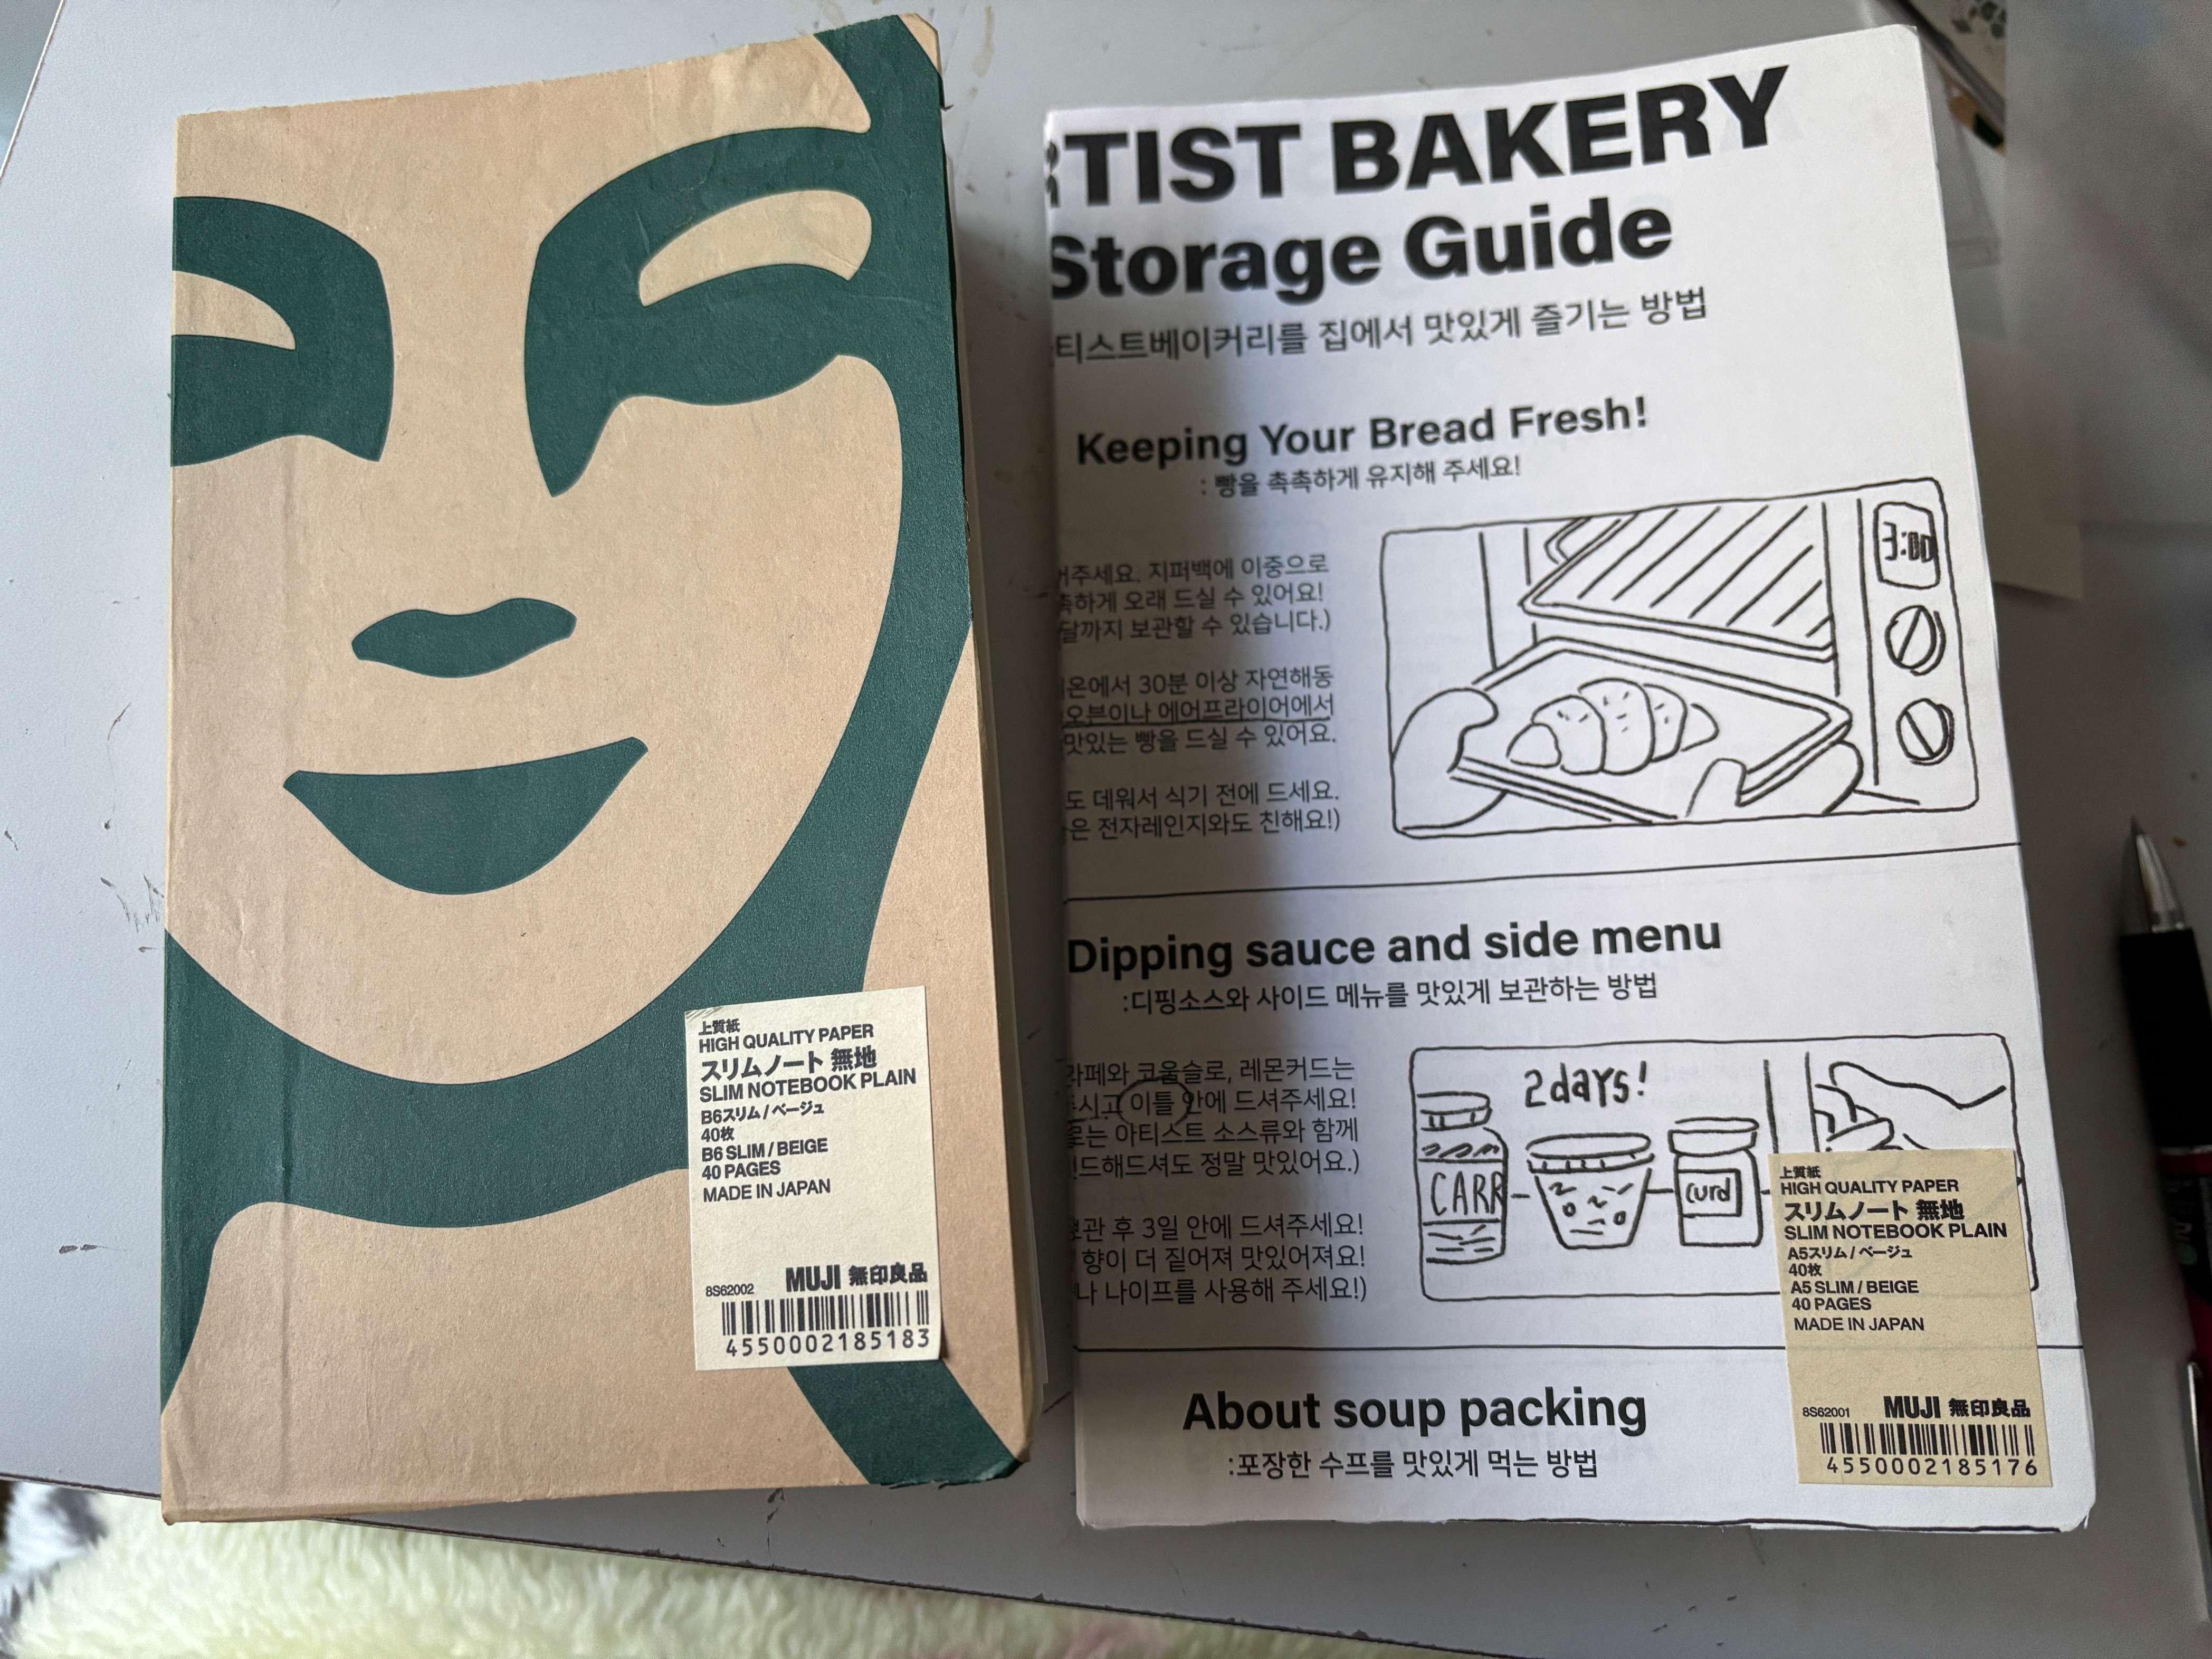 上質紙
HIGH QUALITY PAPER
スリムノート 無地
SLIM NOTEBOOK PLAIN
B6スリム / ベージュ
40枚
B6 SLIM / BEIGE
40 PAGES
MADE IN JAPAN
8S62002 MUJI 無印良品
4550002185183
TIST BAKERY
Storage Guide
티스트베이커리를 집에서 맛있게 즐기는 방법
Keeping Your Bread Fresh!
: 빵을 촉촉하게 유지해 주세요!
어주세요. 지퍼백에 이중으로
촉하게 오래 드실 수 있어요!
달까지 보관할 수 있습니다.)
온에서 30분 이상 자연해동
오븐이나 에어프라이어에서
맛있는 빵을 드실 수 있어요.
도 데워서 식기 전에 드세요.
은 전자레인지와도 친해요!)
3:00
Dipping sauce and side menu
:디핑소스와 사이드 메뉴를 맛있게 보관하는 방법
라페와 코울슬로, 레몬커드는
시고 이틀 안에 드셔주세요!
로는 아티스트 소스류와 함께
드해드셔도 정말 맛있어요.)
관 후 3일 안에 드셔주세요!
향이 더 짙어져 맛있어져요!
나 나이프를 사용해 주세요!)
2days!
CARR
curd
About soup packing
:포장한 수프를 맛있게 먹는 방법
上質紙
HIGH QUALITY PAPER
スリムノート 無地
SLIM NOTEBOOK PLAIN
A5スリム / ベージュ
40枚
A5 SLIM / BEIGE
40 PAGES
MADE IN JAPAN
8S62001 MUJI 無印良品
4550002185176